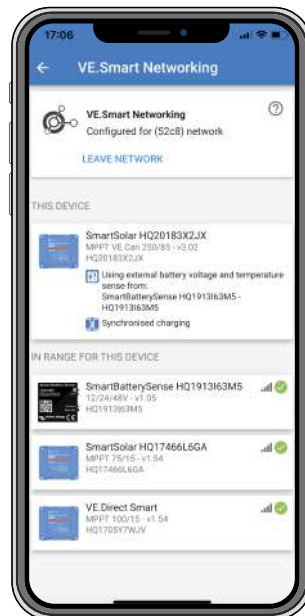 17:06
VE.Smart Networking
VE.Smart Networking
Configured for (52c8) network
LEAVE NETWORK
THIS DEVICE
SmartSolar HQ20183X2JX
MPPT VE.Can 250/85 - v3.02
HQ20183X2JX
Using external battery voltage and temperature
sense from:
SmartBatterySense HQ1913I63M5 -
HQ1913I63M5
Synchronised charging
IN RANGE FOR THIS DEVICE
SmartBatterySense HQ1913I63M5
12/24/48V - v1.05
HQ1913I63M5
SmartSolar HQ17466L6GA
MPPT 75/15 - v1.54
HQ17466L6GA
VE.Direct Smart
MPPT 100/15 - v1.54
HQ1705Y7WJV